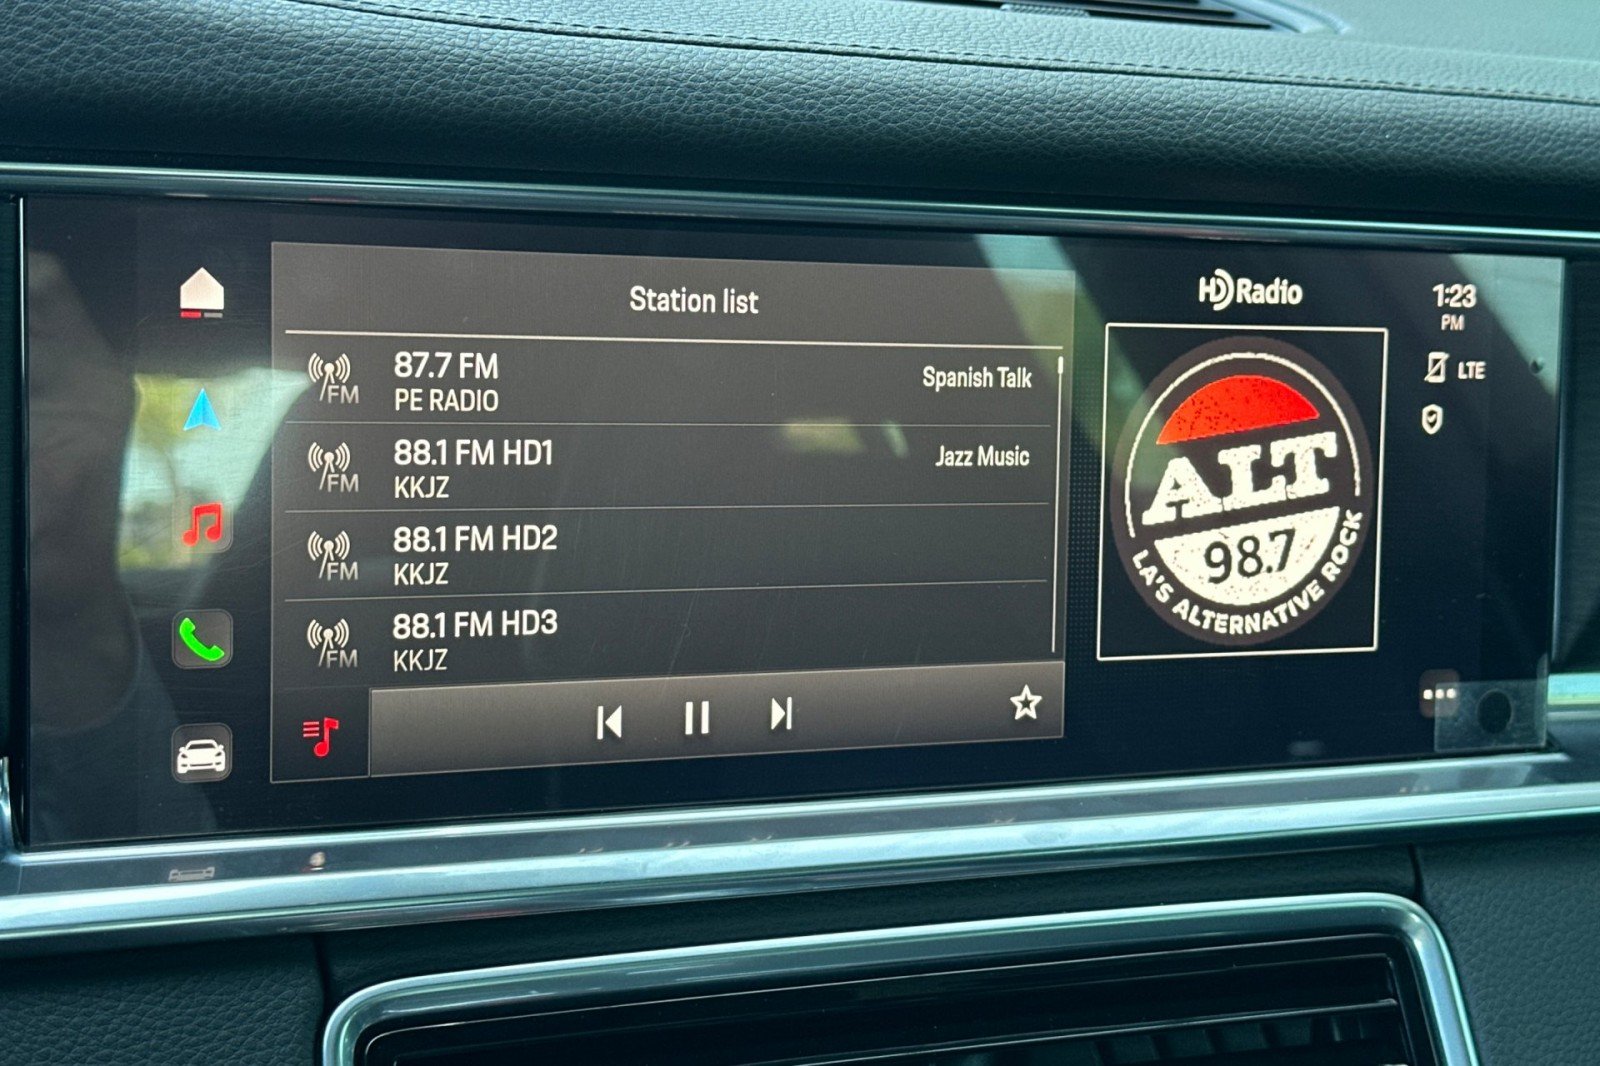 Station list
FM
87.7 FM
PE RADIO
Spanish Talk
FM
88.1 FM HD1
KKJZ
Jazz Music
FM
88.1 FM HD2
KKJZ
FM
88.1 FM HD3
KKJZ
HD Radio
ALT
98.7
LA'S ALTERNATIVE ROCK
1:23
PM
LTE